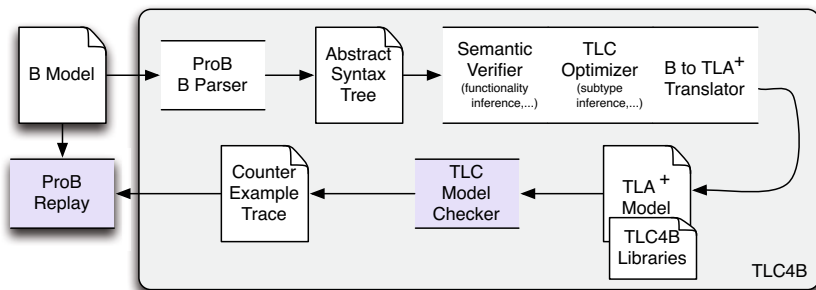 B Model
ProB
B Parser
Abstract
Syntax
Tree
Semantic
Verifier
(functionality
inference,...)
TLC
Optimizer
(subtype
inference,...)
B to TLA⁺
Translator
ProB
Replay
Counter
Example
Trace
TLC
Model
Checker
TLA⁺
Model
TLC4B
Libraries
TLC4B